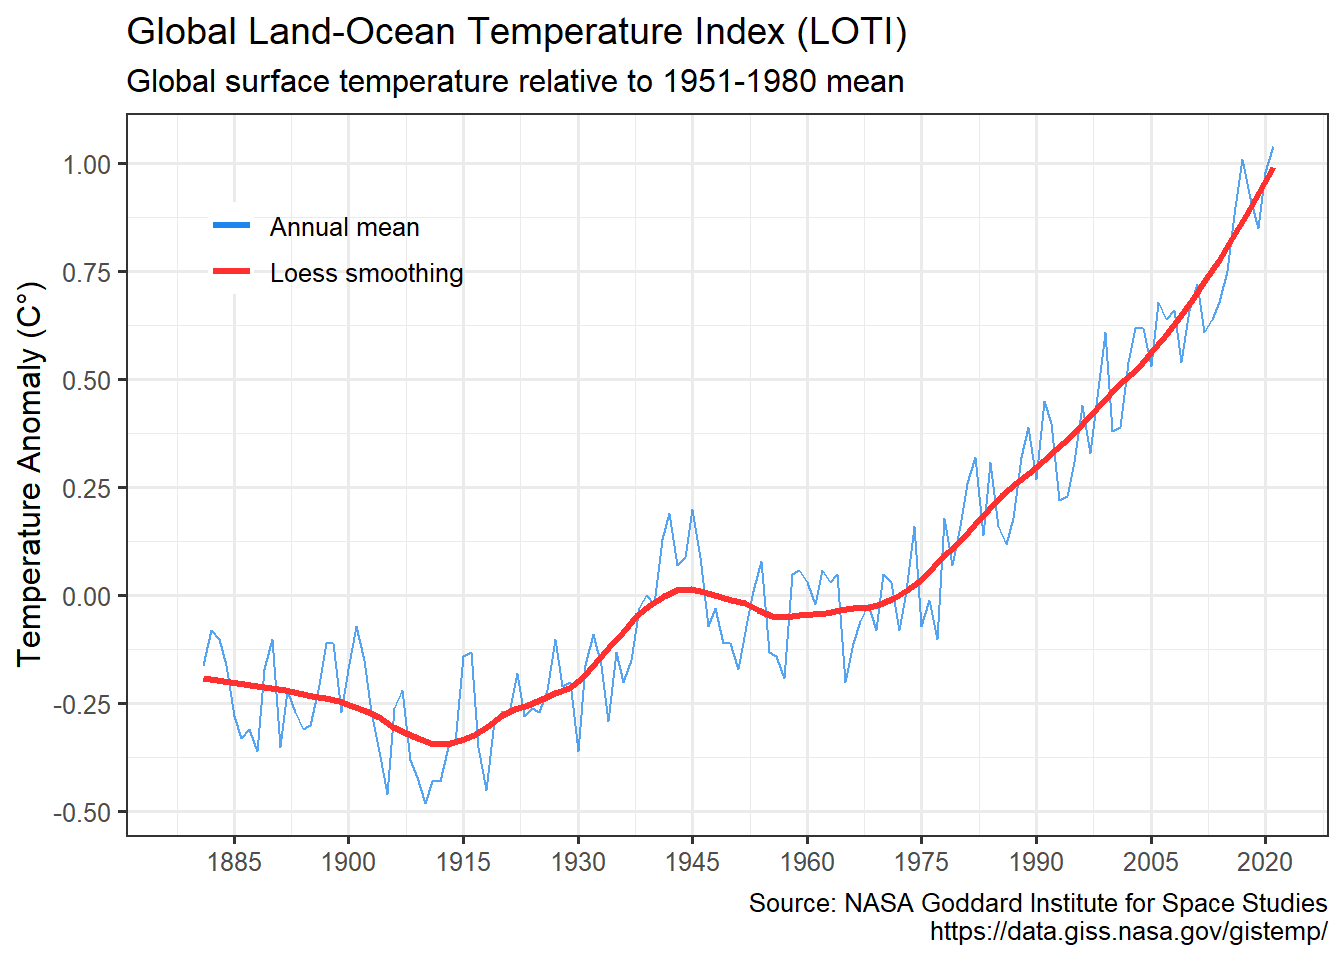 Global Land-Ocean Temperature Index (LOTI)
Global surface temperature relative to 1951-1980 mean
Temperature Anomaly (C°)
1.00
0.75
0.50
0.25
0.00
-0.25
-0.50
Annual mean
Loess smoothing
1885 1900 1915 1930 1945 1960 1975 1990 2005 2020
Source: NASA Goddard Institute for Space Studies
https://data.giss.nasa.gov/gistemp/